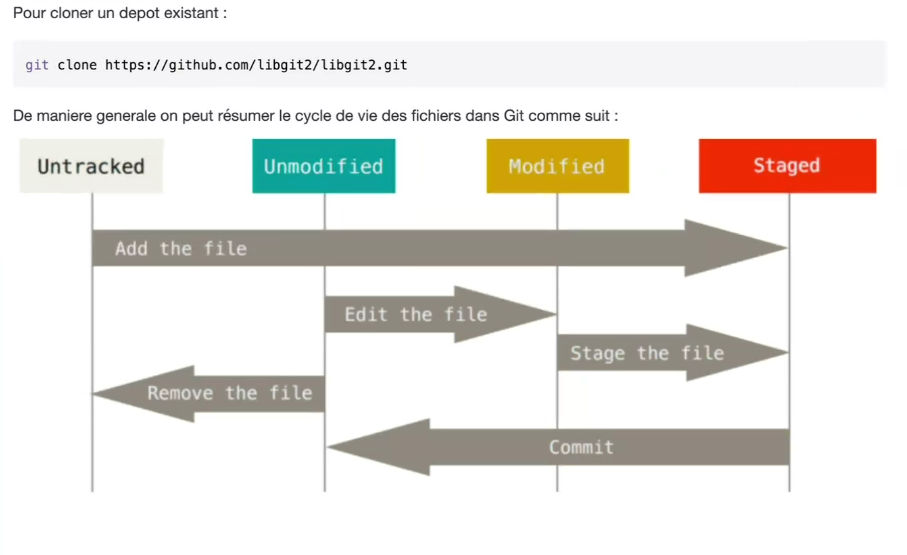 Pour cloner un depot existant :
git clone https://github.com/libgit2/libgit2.git
De maniere generale on peut résumer le cycle de vie des fichiers dans Git comme suit :
Untracked Unmodified Modified Staged
Add the file
Edit the file
Stage the file
Remove the file
Commit